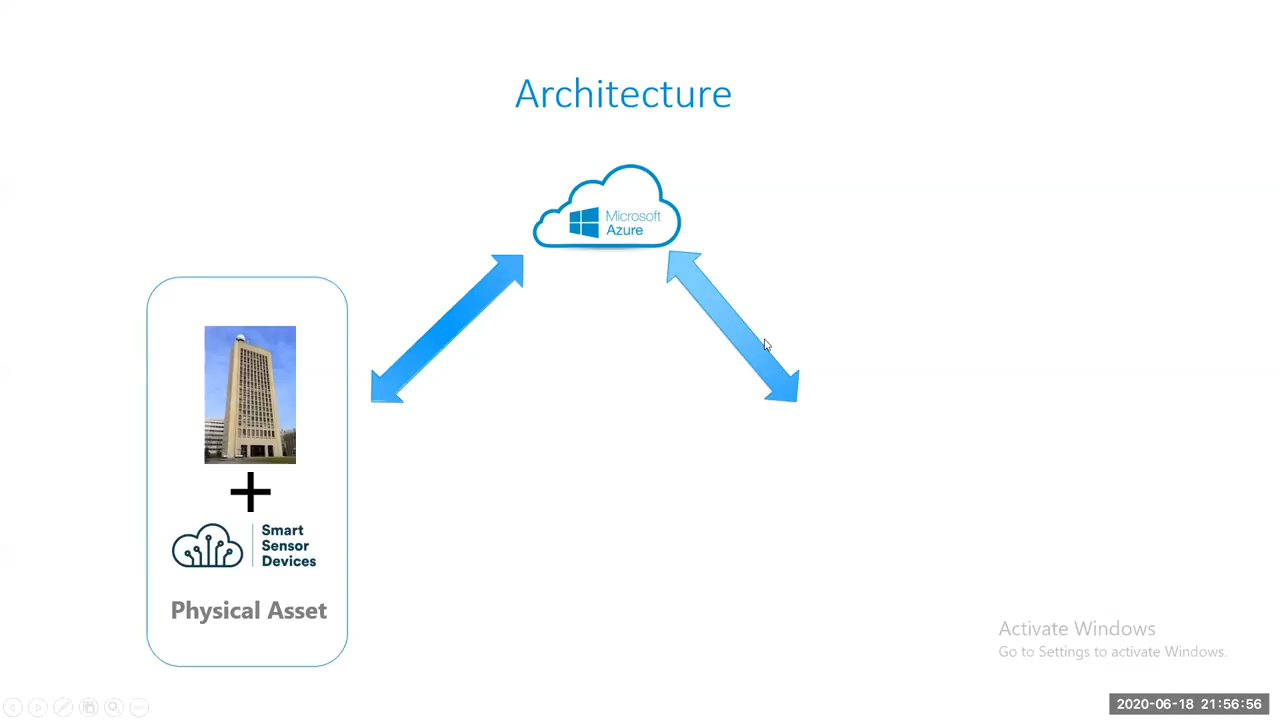 Architecture
Microsoft
Azure
Smart
Sensor
Devices
Physical Asset
Activate Windows
Go to Settings to activate Windows.
2020-06-18 21:56:56